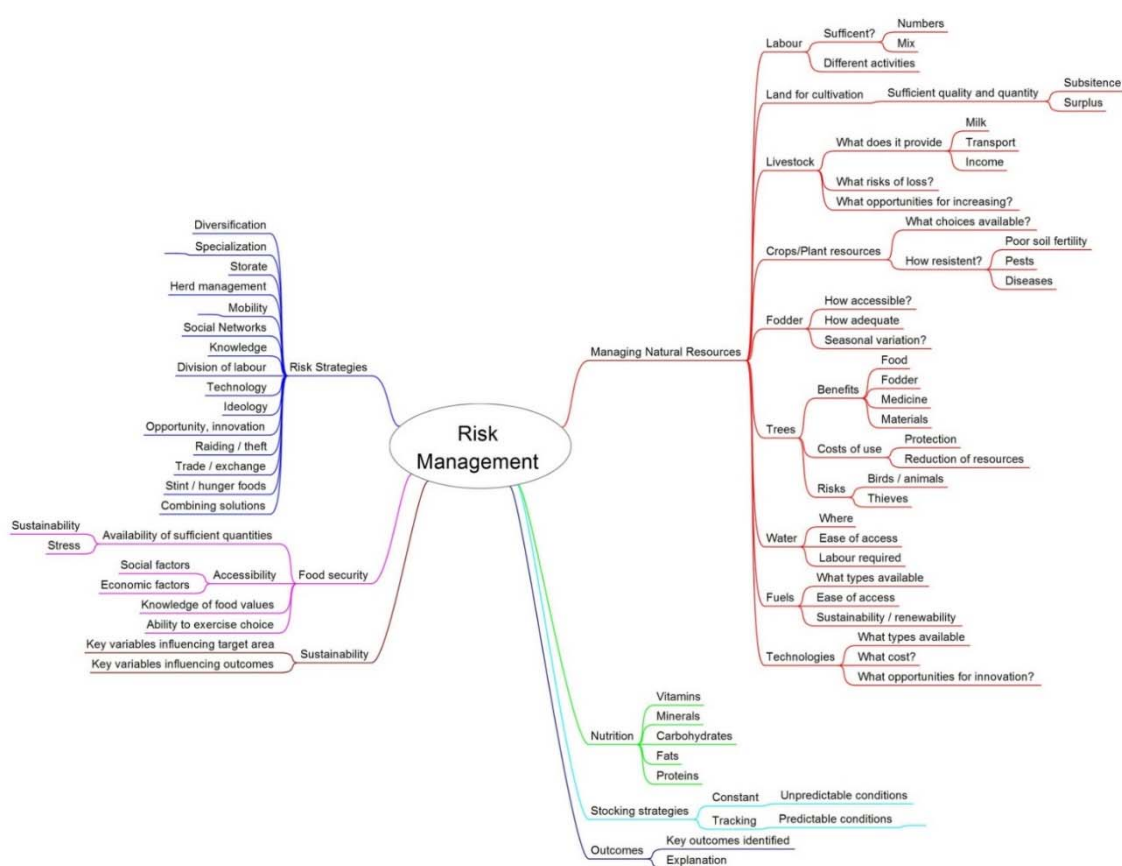 Risk
Management
Managing Natural Resources
Labour
Sufficent?
Numbers
Mix
Different activities
Land for cultivation
Sufficient quality and quantity
Subsitence
Surplus
Livestock
What does it provide
Milk
Transport
Income
What risks of loss?
What opportunities for increasing?
Crops/Plant resources
What choices available?
How resistent?
Poor soil fertility
Pests
Diseases
Fodder
How accessible?
How adequate
Seasonal variation?
Trees
Benefits
Food
Fodder
Medicine
Materials
Costs of use
Protection
Reduction of resources
Risks
Birds / animals
Thieves
Water
Where
Ease of access
Labour required
Fuels
What types available
Ease of access
Sustainability / renewability
Technologies
What types available
What cost?
What opportunities for innovation?
Nutrition
Vitamins
Minerals
Carbohydrates
Fats
Proteins
Stocking strategies
Constant
Unpredictable conditions
Tracking
Predictable conditions
Outcomes
Key outcomes identified
Explanation
Risk Strategies
Diversification
Specialization
Storate
Herd management
Mobility
Social Networks
Knowledge
Division of labour
Technology
Ideology
Opportunity, innovation
Raiding / theft
Trade / exchange
Stint / hunger foods
Combining solutions
Food security
Availability of sufficient quantities
Sustainability
Stress
Accessibility
Social factors
Economic factors
Knowledge of food values
Ability to exercise choice
Sustainability
Key variables influencing target area
Key variables influencing outcomes